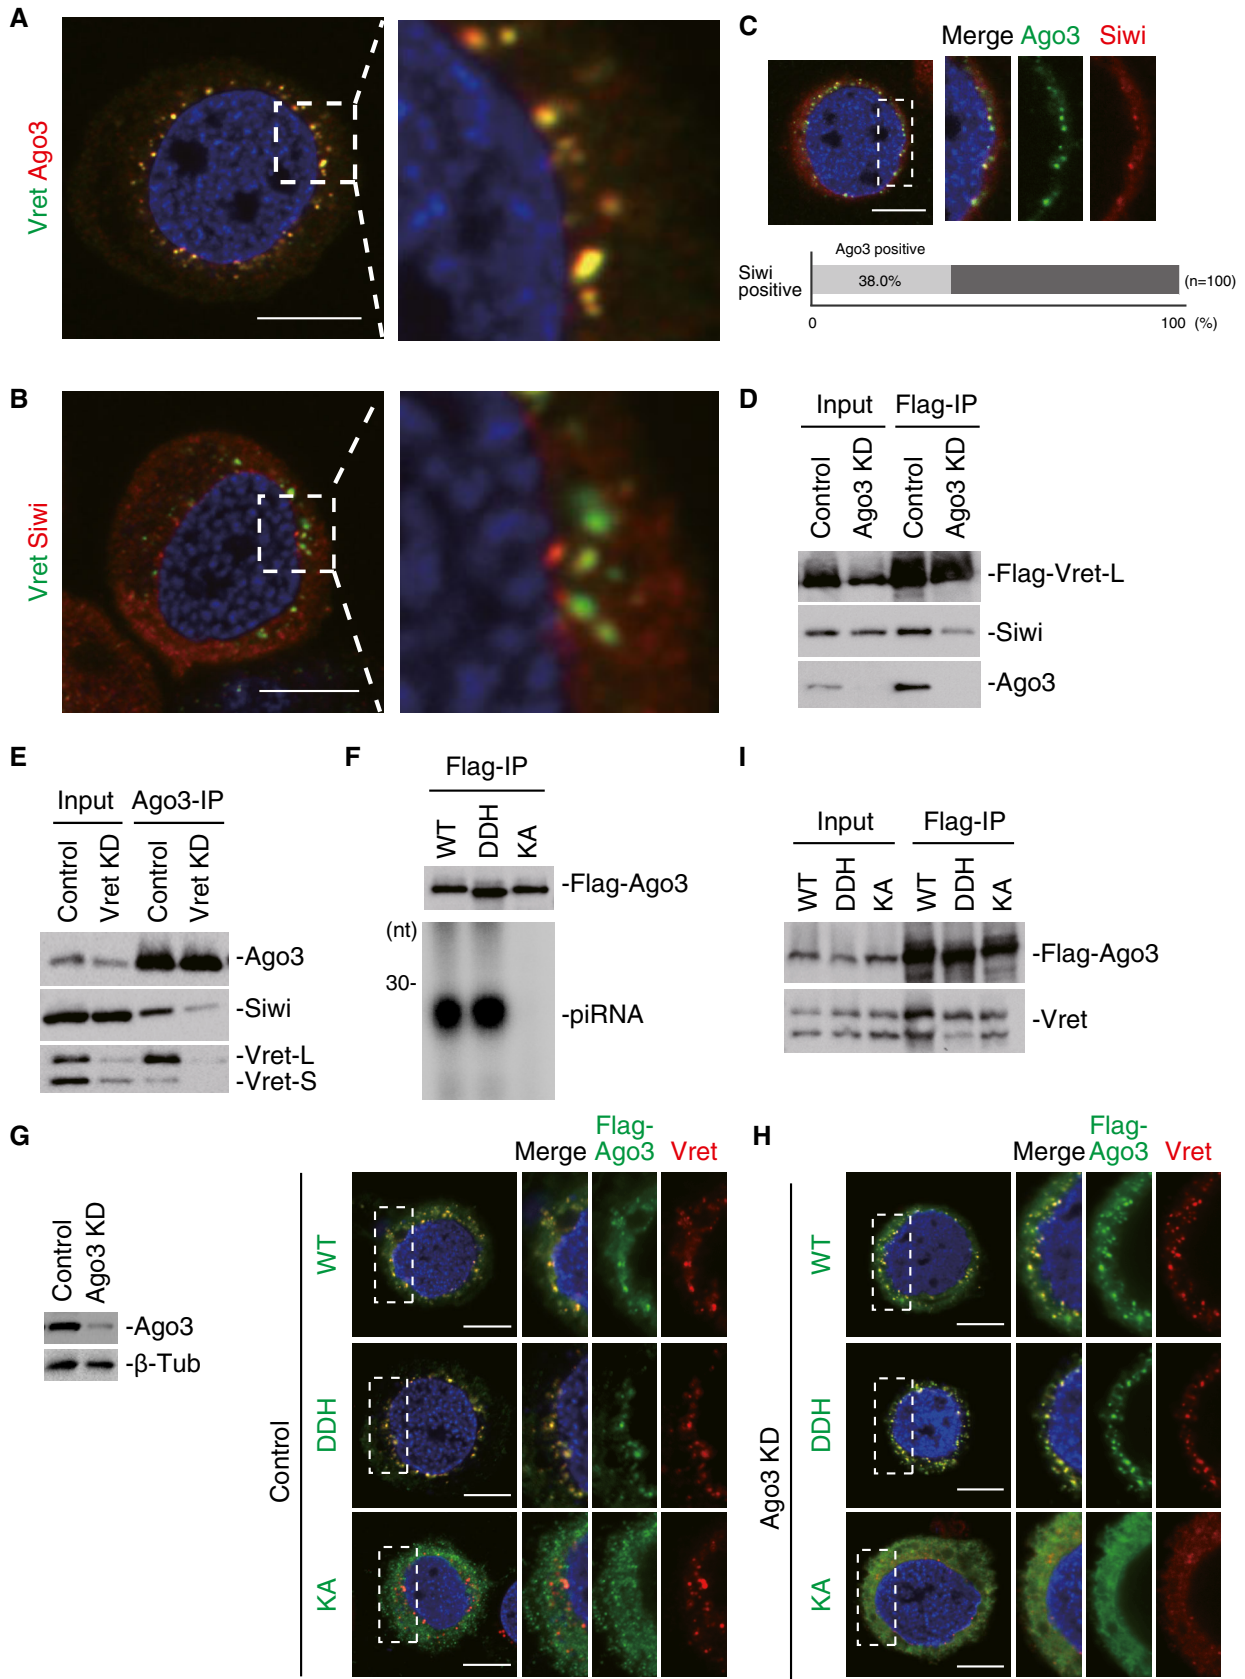 A
Vret Ago3
B
Vret Siwi
C
Merge Ago3 Siwi
Ago3 positive
Siwi
positive
38.0%
(n=100)
0
100 (%)
D
Input Flag-IP
Control
Ago3 KD
Control
Ago3 KD
-Flag-Vret-L
-Siwi
-Ago3
E
Input Ago3-IP
Control
Vret KD
Control
Vret KD
-Ago3
-Siwi
-Vret-L
-Vret-S
F
Flag-IP
WT
DDH
KA
-Flag-Ago3
(nt)
30-
-piRNA
I
Input Flag-IP
WT
DDH
KA
WT
DDH
KA
-Flag-Ago3
-Vret
G
Control
Ago3 KD
-Ago3
-β-Tub
Control
Merge
Flag-
Ago3
Vret
WT
DDH
KA
H
Ago3 KD
Merge
Flag-
Ago3
Vret
WT
DDH
KA